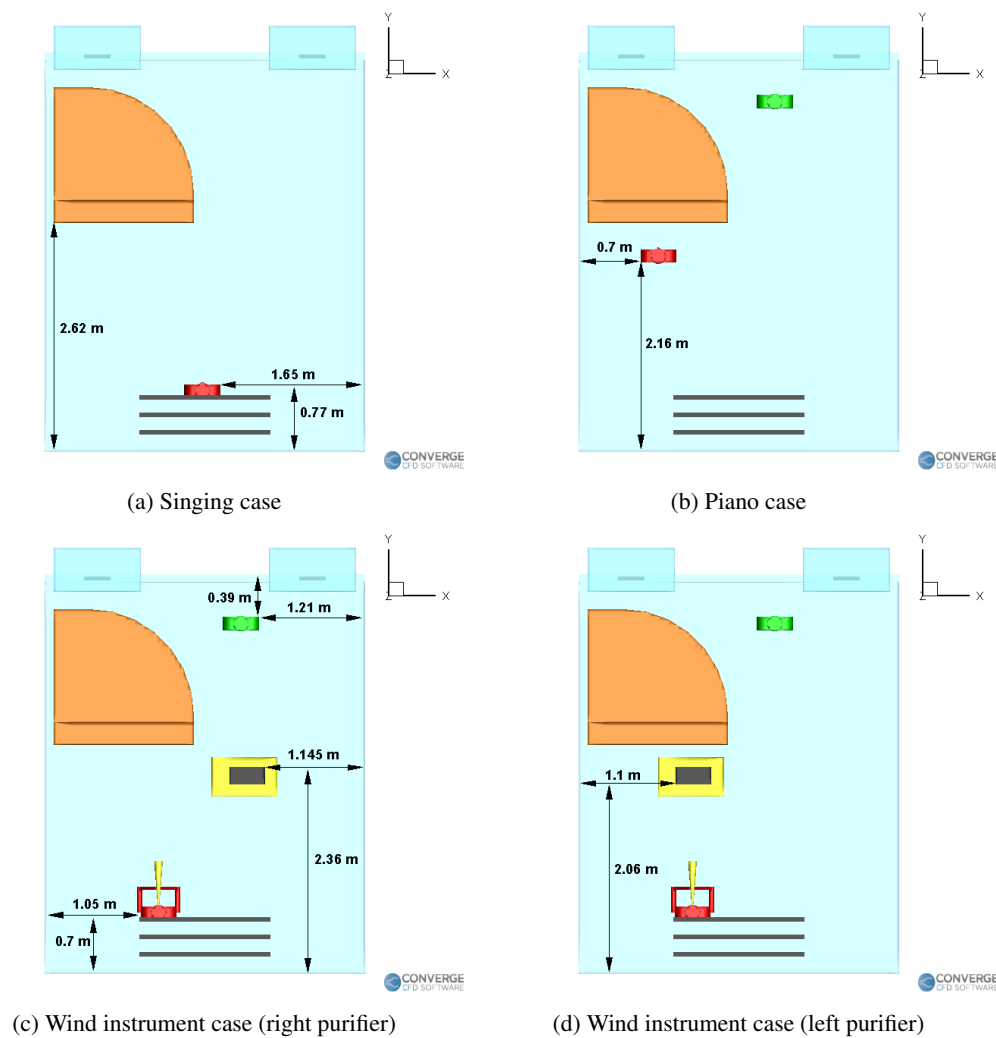 Y
Z
X
2.62 m
1.65 m
0.77 m
CONVERGE
CFD SOFTWARE
(a) Singing case
Y
Z
X
0.7 m
2.16 m
CONVERGE
CFD SOFTWARE
(b) Piano case
Y
Z
X
0.39 m
1.21 m
1.145 m
2.36 m
1.05 m
0.7 m
CONVERGE
CFD SOFTWARE
(c) Wind instrument case (right purifier)
Y
Z
X
1.1 m
2.06 m
CONVERGE
CFD SOFTWARE
(d) Wind instrument case (left purifier)